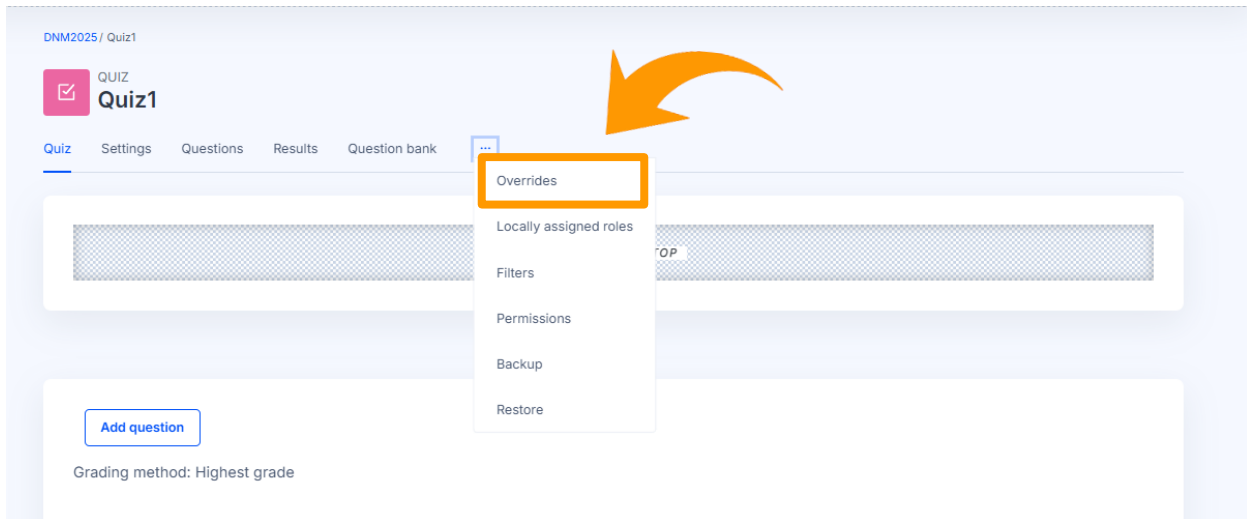 DNM2025 / Quiz1
QUIZ
Quiz1
Quiz Settings Questions Results Question bank ...
Overrides
Locally assigned roles
Filters
Permissions
Backup
Restore
Add question
Grading method: Highest grade